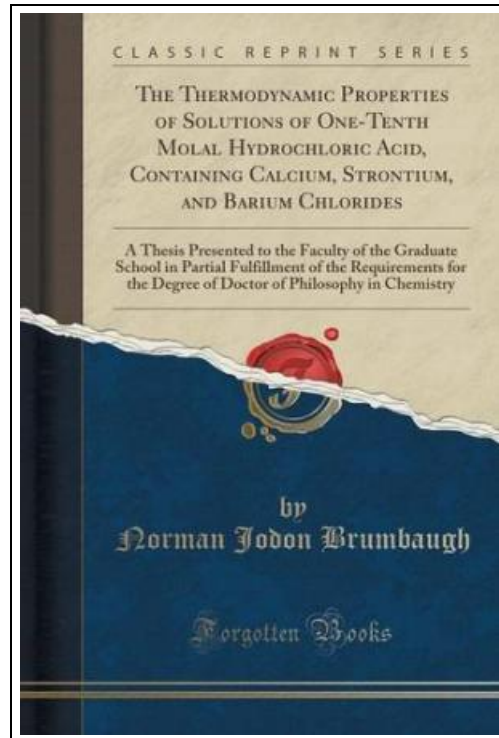 CLASSIC REPRINT SERIES
THE THERMODYNAMIC PROPERTIES
OF SOLUTIONS OF ONE-TENTH
MOLAL HYDROCHLORIC ACID,
CONTAINING CALCIUM, STRONTIUM,
AND BARIUM CHLORIDES
A Thesis Presented to the Faculty of the Graduate
School in Partial Fulfillment of the Requirements for
the Degree of Doctor of Philosophy in Chemistry
by
Norman Jodon Brumbaugh
Forgotten Books